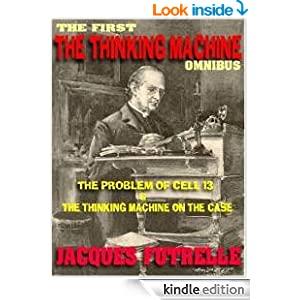 Look inside
THE FIRST
THE THINKING MACHINE
OMNIBUS
THE PROBLEM OF CELL 13
THE THINKING MACHINE ON THE CASE
JACQUES FUTRELLE
kindle edition